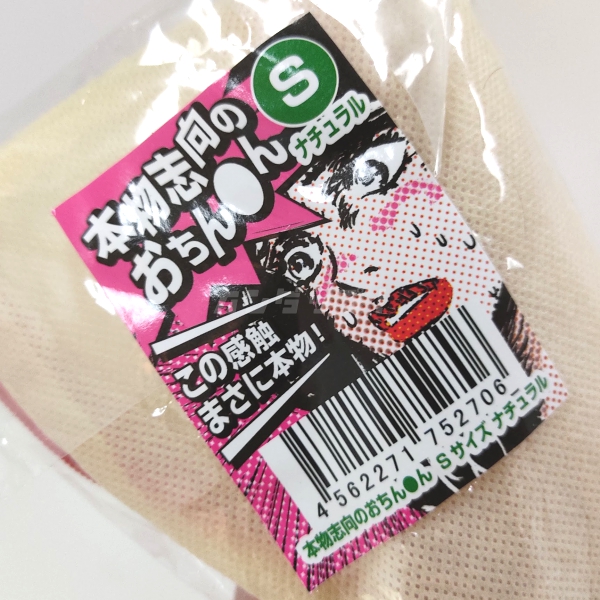 本物志向の
おちん●ん
S
ナチュラル
この感触
まさに本物!
4 562271 752706
本物志向のおちん●ん Sサイズ ナチュラル